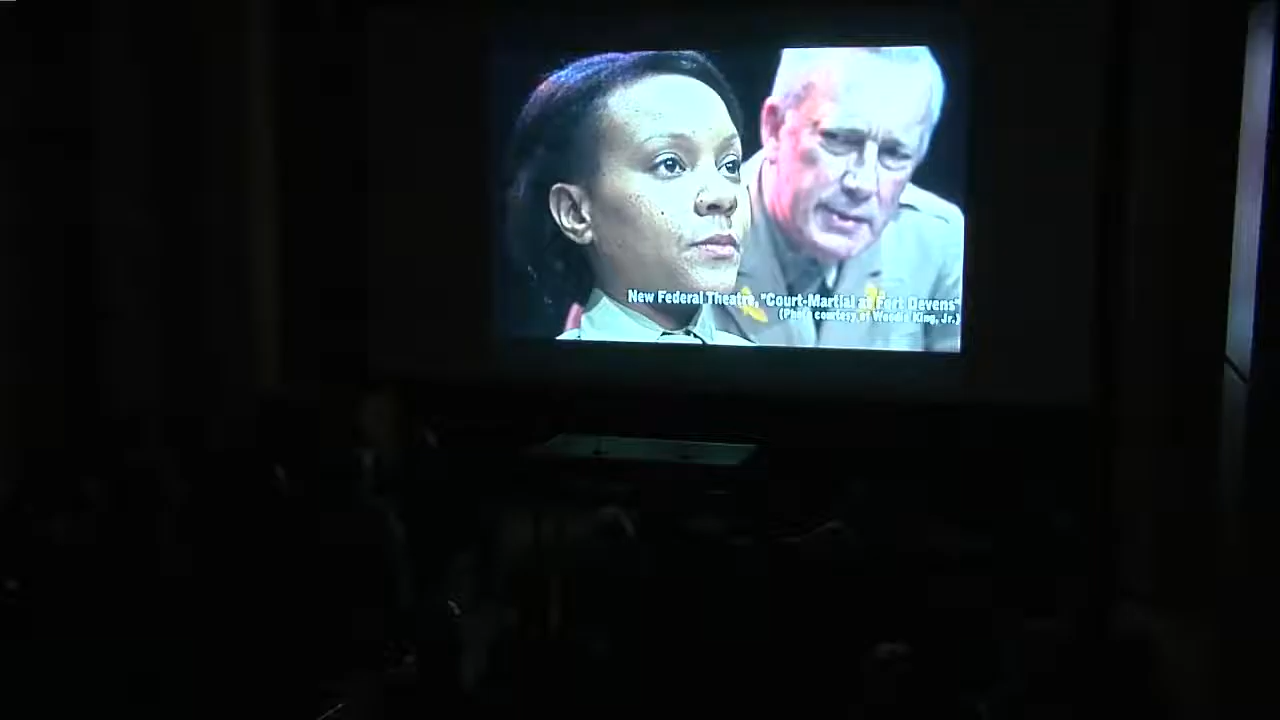 New Federal Theatre, "Court-Martial at Fort Devens"
(Photo courtesy of Woodie King, Jr.)